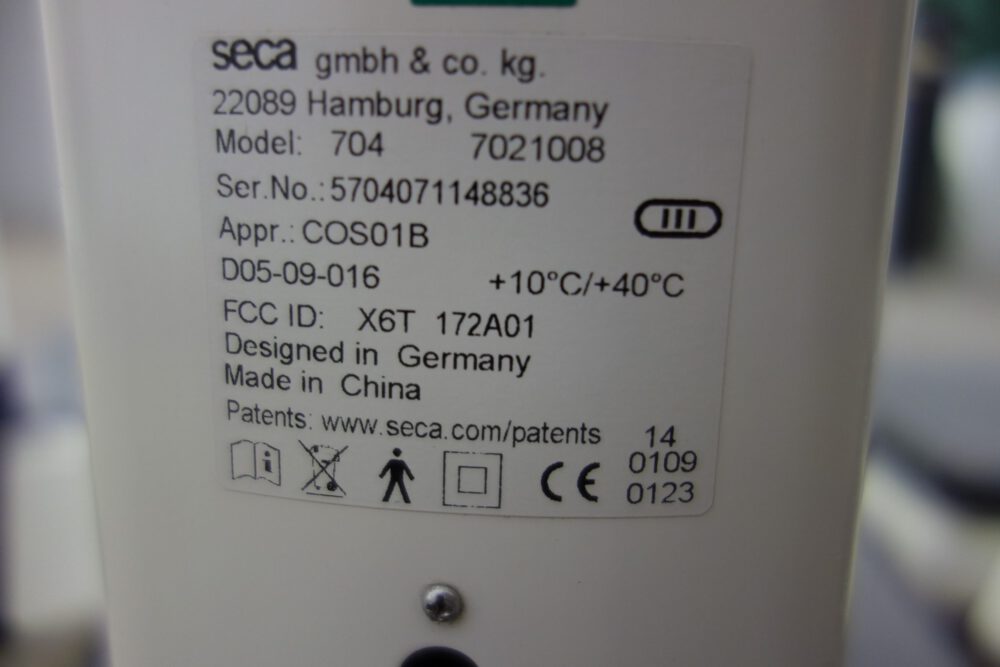 seca gmbh & co. kg.
22089 Hamburg, Germany
Model: 704 7021008
Ser.No.: 5704071148836
Appr.: COS01B
III
D05-09-016 +10°C/+40°C
FCC ID: X6T 172A01
Designed in Germany
Made in China
Patents: www.seca.com/patents
i CE 14
0109
0123